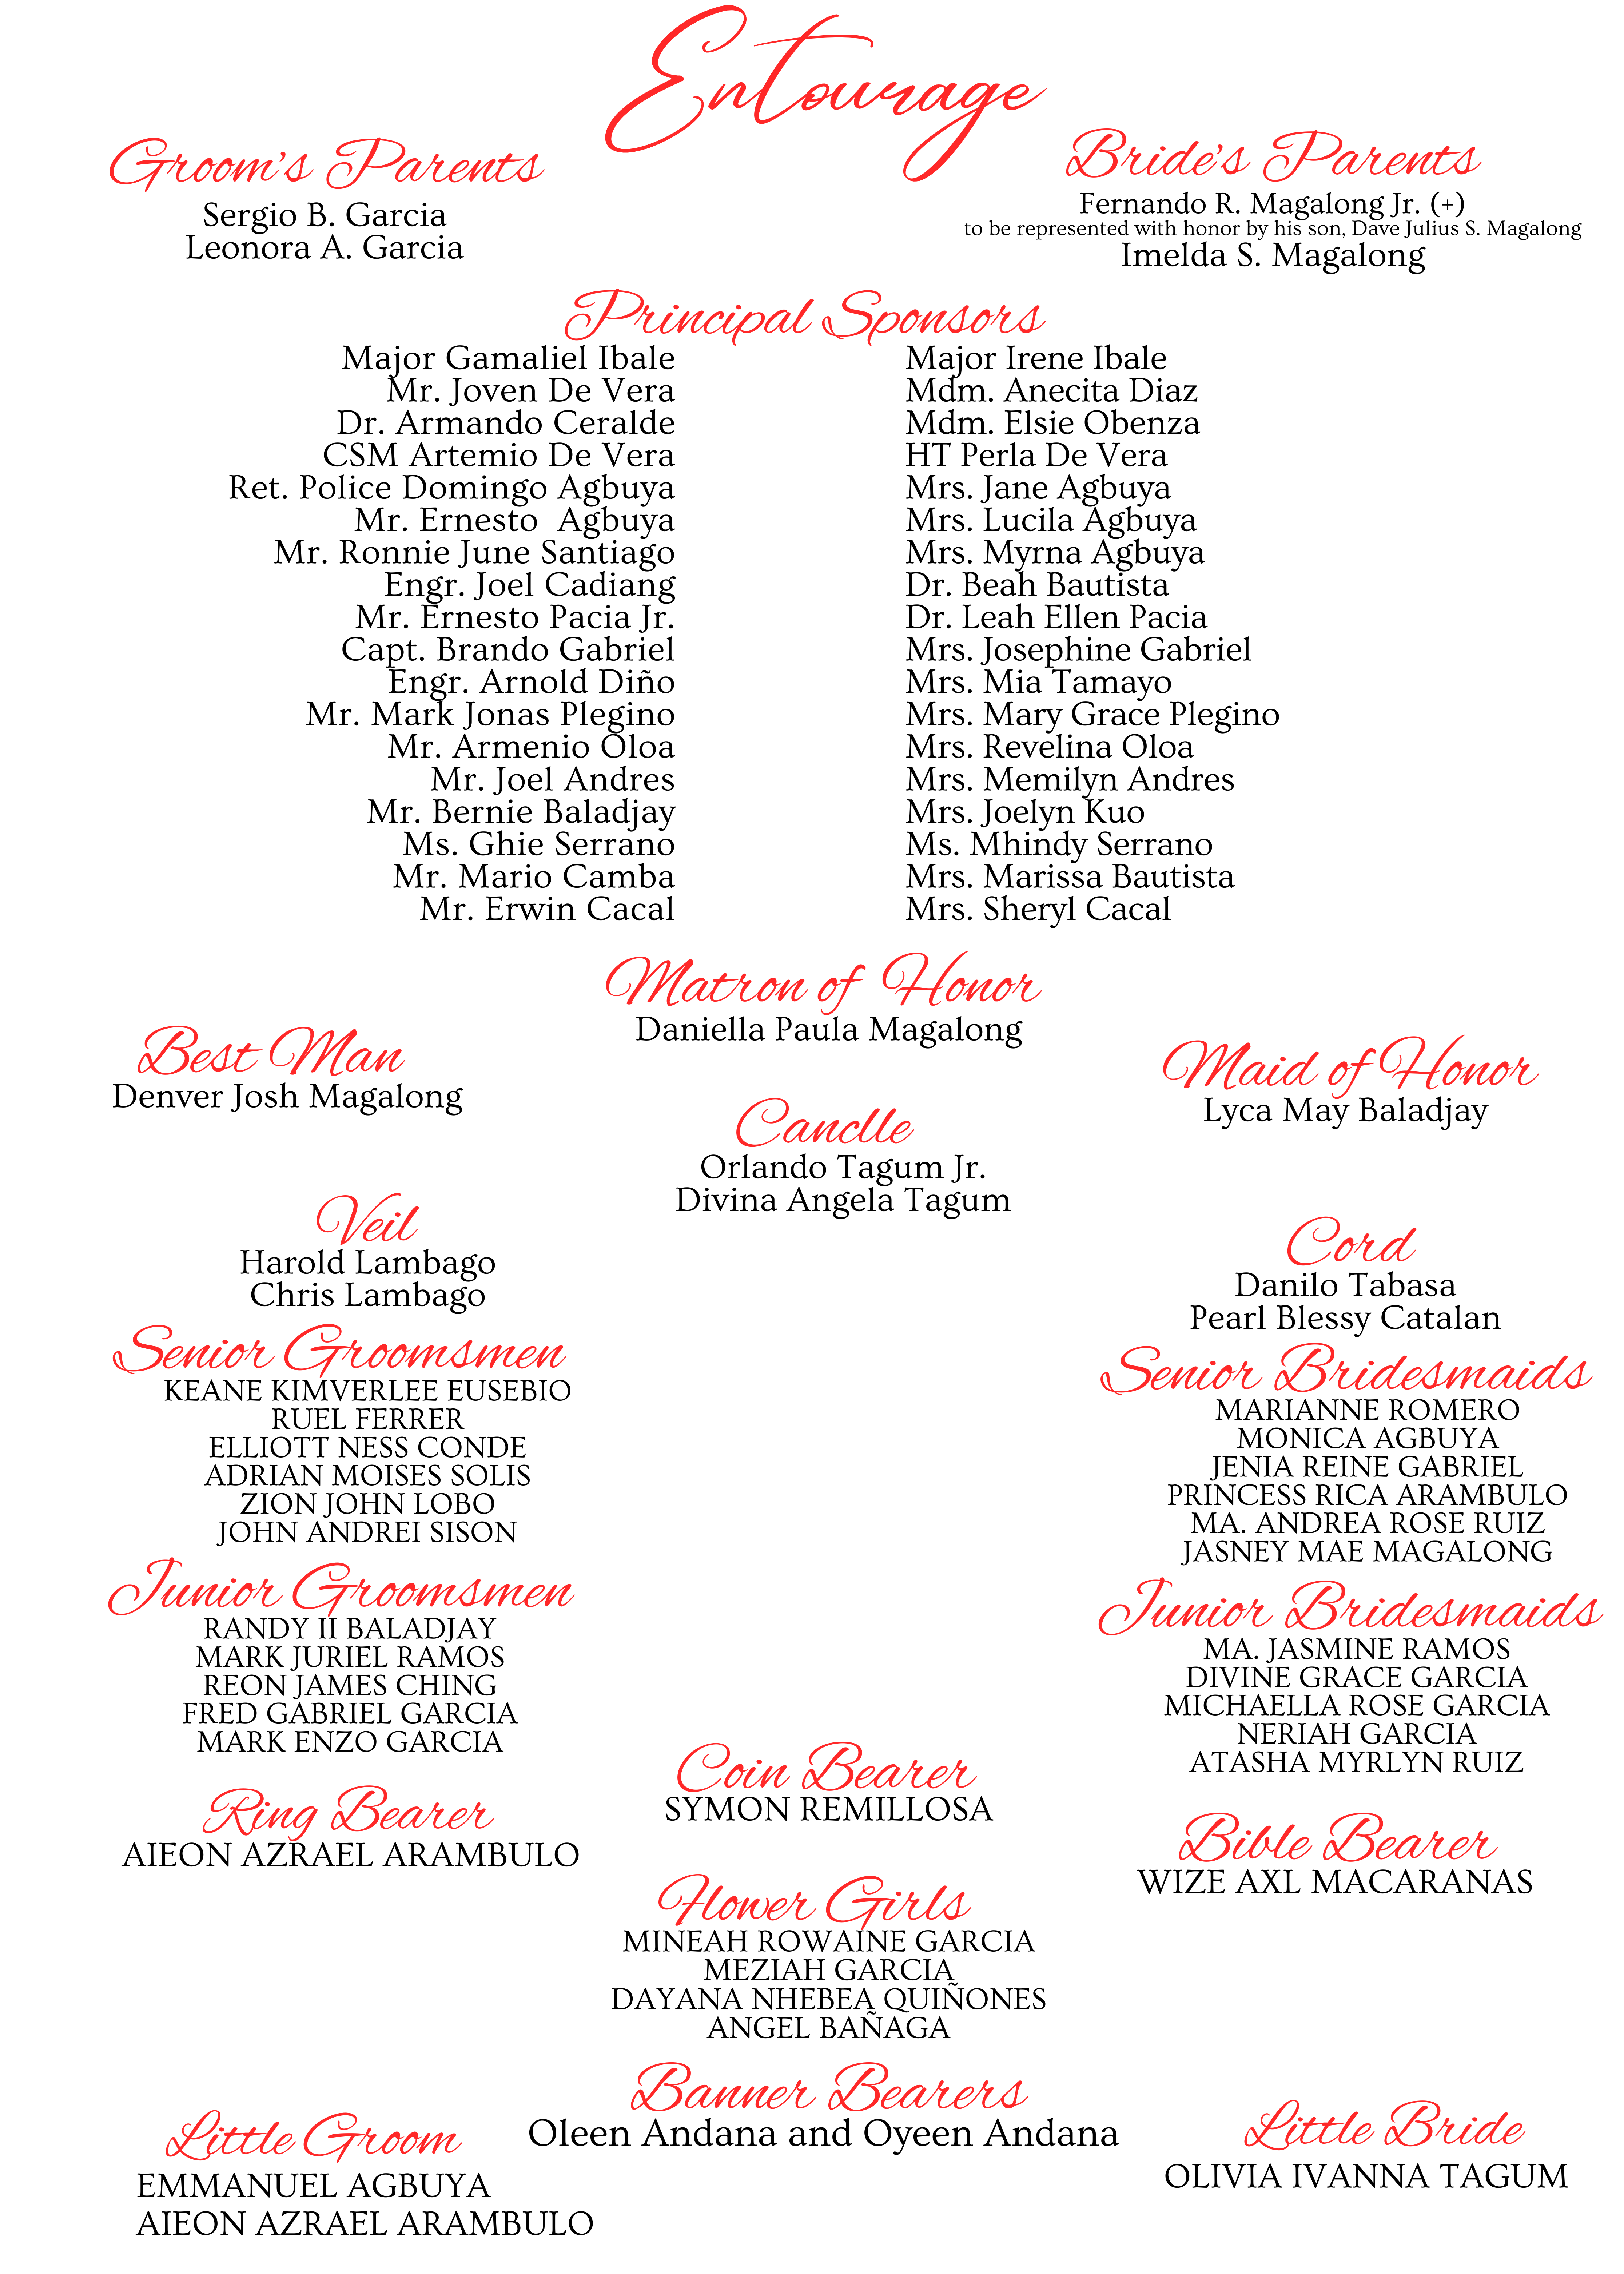 Entourage
Groom's Parents
Sergio B. Garcia
Leonora A. Garcia
Bride's Parents
Fernando R. Magalong Jr. (+)
to be represented with honor by his son, Dave Julius S. Magalong
Imelda S. Magalong
Principal Sponsors
Major Gamaliel Ibale
Mr. Joven De Vera
Dr. Armando Ceralde
CSM Artemio De Vera
Ret. Police Domingo Agbuya
Mr. Ernesto Agbuya
Mr. Ronnie June Santiago
Engr. Joel Cadiang
Mr. Ernesto Pacia Jr.
Capt. Brando Gabriel
Engr. Arnold Diño
Mr. Mark Jonas Plegino
Mr. Armenio Oloa
Mr. Joel Andres
Mr. Bernie Baladjay
Ms. Ghie Serrano
Mr. Mario Camba
Mr. Erwin Cacal
Major Irene Ibale
Mdm. Anecita Diaz
Mdm. Elsie Obenza
HT Perla De Vera
Mrs. Jane Agbuya
Mrs. Lucila Agbuya
Mrs. Myrna Agbuya
Dr. Beah Bautista
Dr. Leah Ellen Pacia
Mrs. Josephine Gabriel
Mrs. Mia Tamayo
Mrs. Mary Grace Plegino
Mrs. Revelina Oloa
Mrs. Memilyn Andres
Mrs. Joelyn Kuo
Ms. Mhindy Serrano
Mrs. Marissa Bautista
Mrs. Sheryl Cacal
Matron of Honor
Daniella Paula Magalong
Best Man
Denver Josh Magalong
Maid of Honor
Lyca May Baladjay
Candle
Orlando Tagum Jr.
Divina Angela Tagum
Veil
Harold Lambago
Chris Lambago
Cord
Danilo Tabasa
Pearl Blessy Catalan
Senior Groomsmen
KEANE KIMVERLEE EUSEBIO
RUEL FERRER
ELLIOTT NESS CONDE
ADRIAN MOISES SOLIS
ZION JOHN LOBO
JOHN ANDREI SISON
Senior Bridesmaids
MARIANNE ROMERO
MONICA AGBUYA
JENIA REINE GABRIEL
PRINCESS RICA ARAMBULO
MA. ANDREA ROSE RUIZ
JASNEY MAE MAGALONG
Junior Groomsmen
RANDY II BALADJAY
MARK JURIEL RAMOS
REON JAMES CHING
FRED GABRIEL GARCIA
MARK ENZO GARCIA
Junior Bridesmaids
MA. JASMINE RAMOS
DIVINE GRACE GARCIA
MICHAELLA ROSE GARCIA
NERIAH GARCIA
ATASHA MYRLYN RUIZ
Coin Bearer
SYMON REMILLOSA
Ring Bearer
AIEON AZRAEL ARAMBULO
Bible Bearer
WIZE AXL MACARANAS
Flower Girls
MINEAH ROWAINE GARCIA
MEZIAH GARCIA
DAYANA NHEBEA QUIÑONES
ANGEL BAÑAGA
Banner Bearers
Oleen Andana and Oyeen Andana
Little Groom
EMMANUEL AGBUYA
AIEON AZRAEL ARAMBULO
Little Bride
OLIVIA IVANNA TAGUM